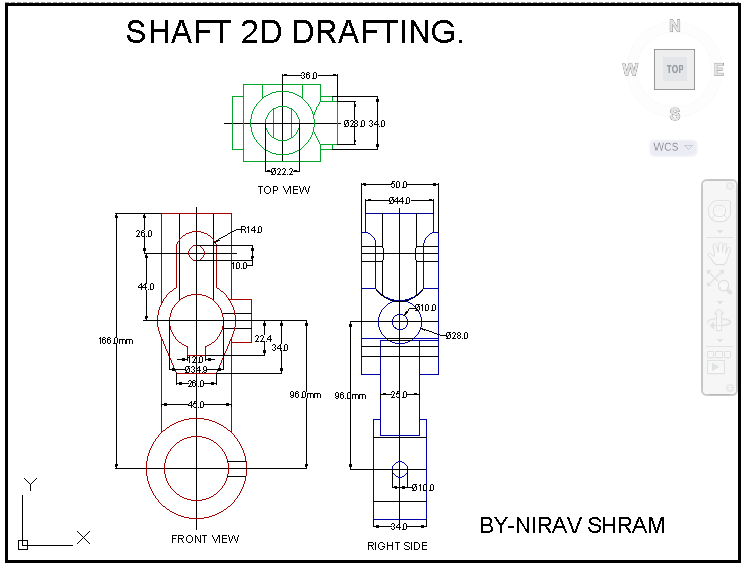 SHAFT 2D DRAFTING.
N
W
TOP
E
S
WCS
36.0
Ø23.0
34.0
Ø22.2
TOP VIEW
26.0
R14.0
10.0
44.0
166.0mm
22.4
34.0
12.0
Ø34.9
26.0
96.0mm
45.0
FRONT VIEW
50.0
Ø44.0
Ø10.0
Ø28.0
96.0mm
25.0
Ø10.0
34.0
RIGHT SIDE
Y
X
BY-NIRAV SHRAM